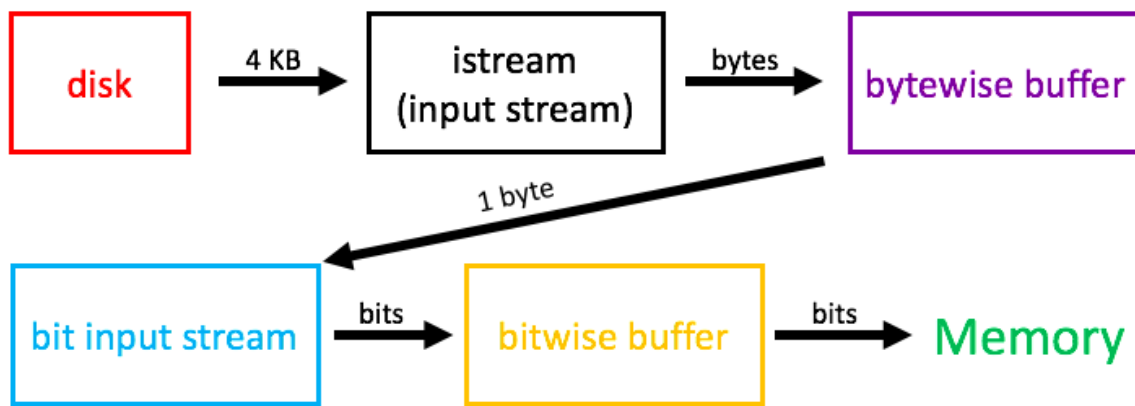 disk
4 KB
istream
(input stream)
bytes
bytewise buffer
1 byte
bit input stream
bits
bitwise buffer
bits
Memory